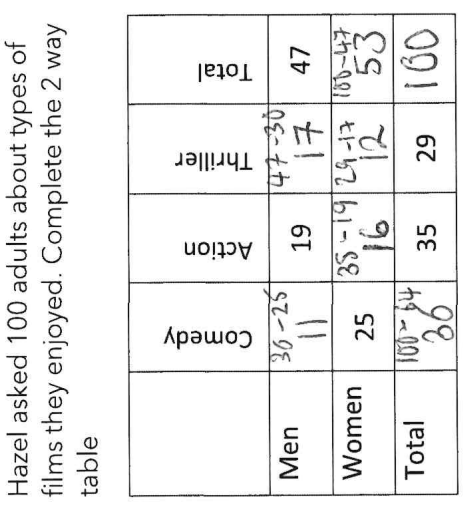 Hazel asked 100 adults about types of
films they enjoyed. Complete the 2 way
table
Comedy Action Thriller Total
36-25 47-30
Men 11 19 17 47
35-19 29-17 100-47
Women 25 16 12 53
100-64
Total 36 35 29 100